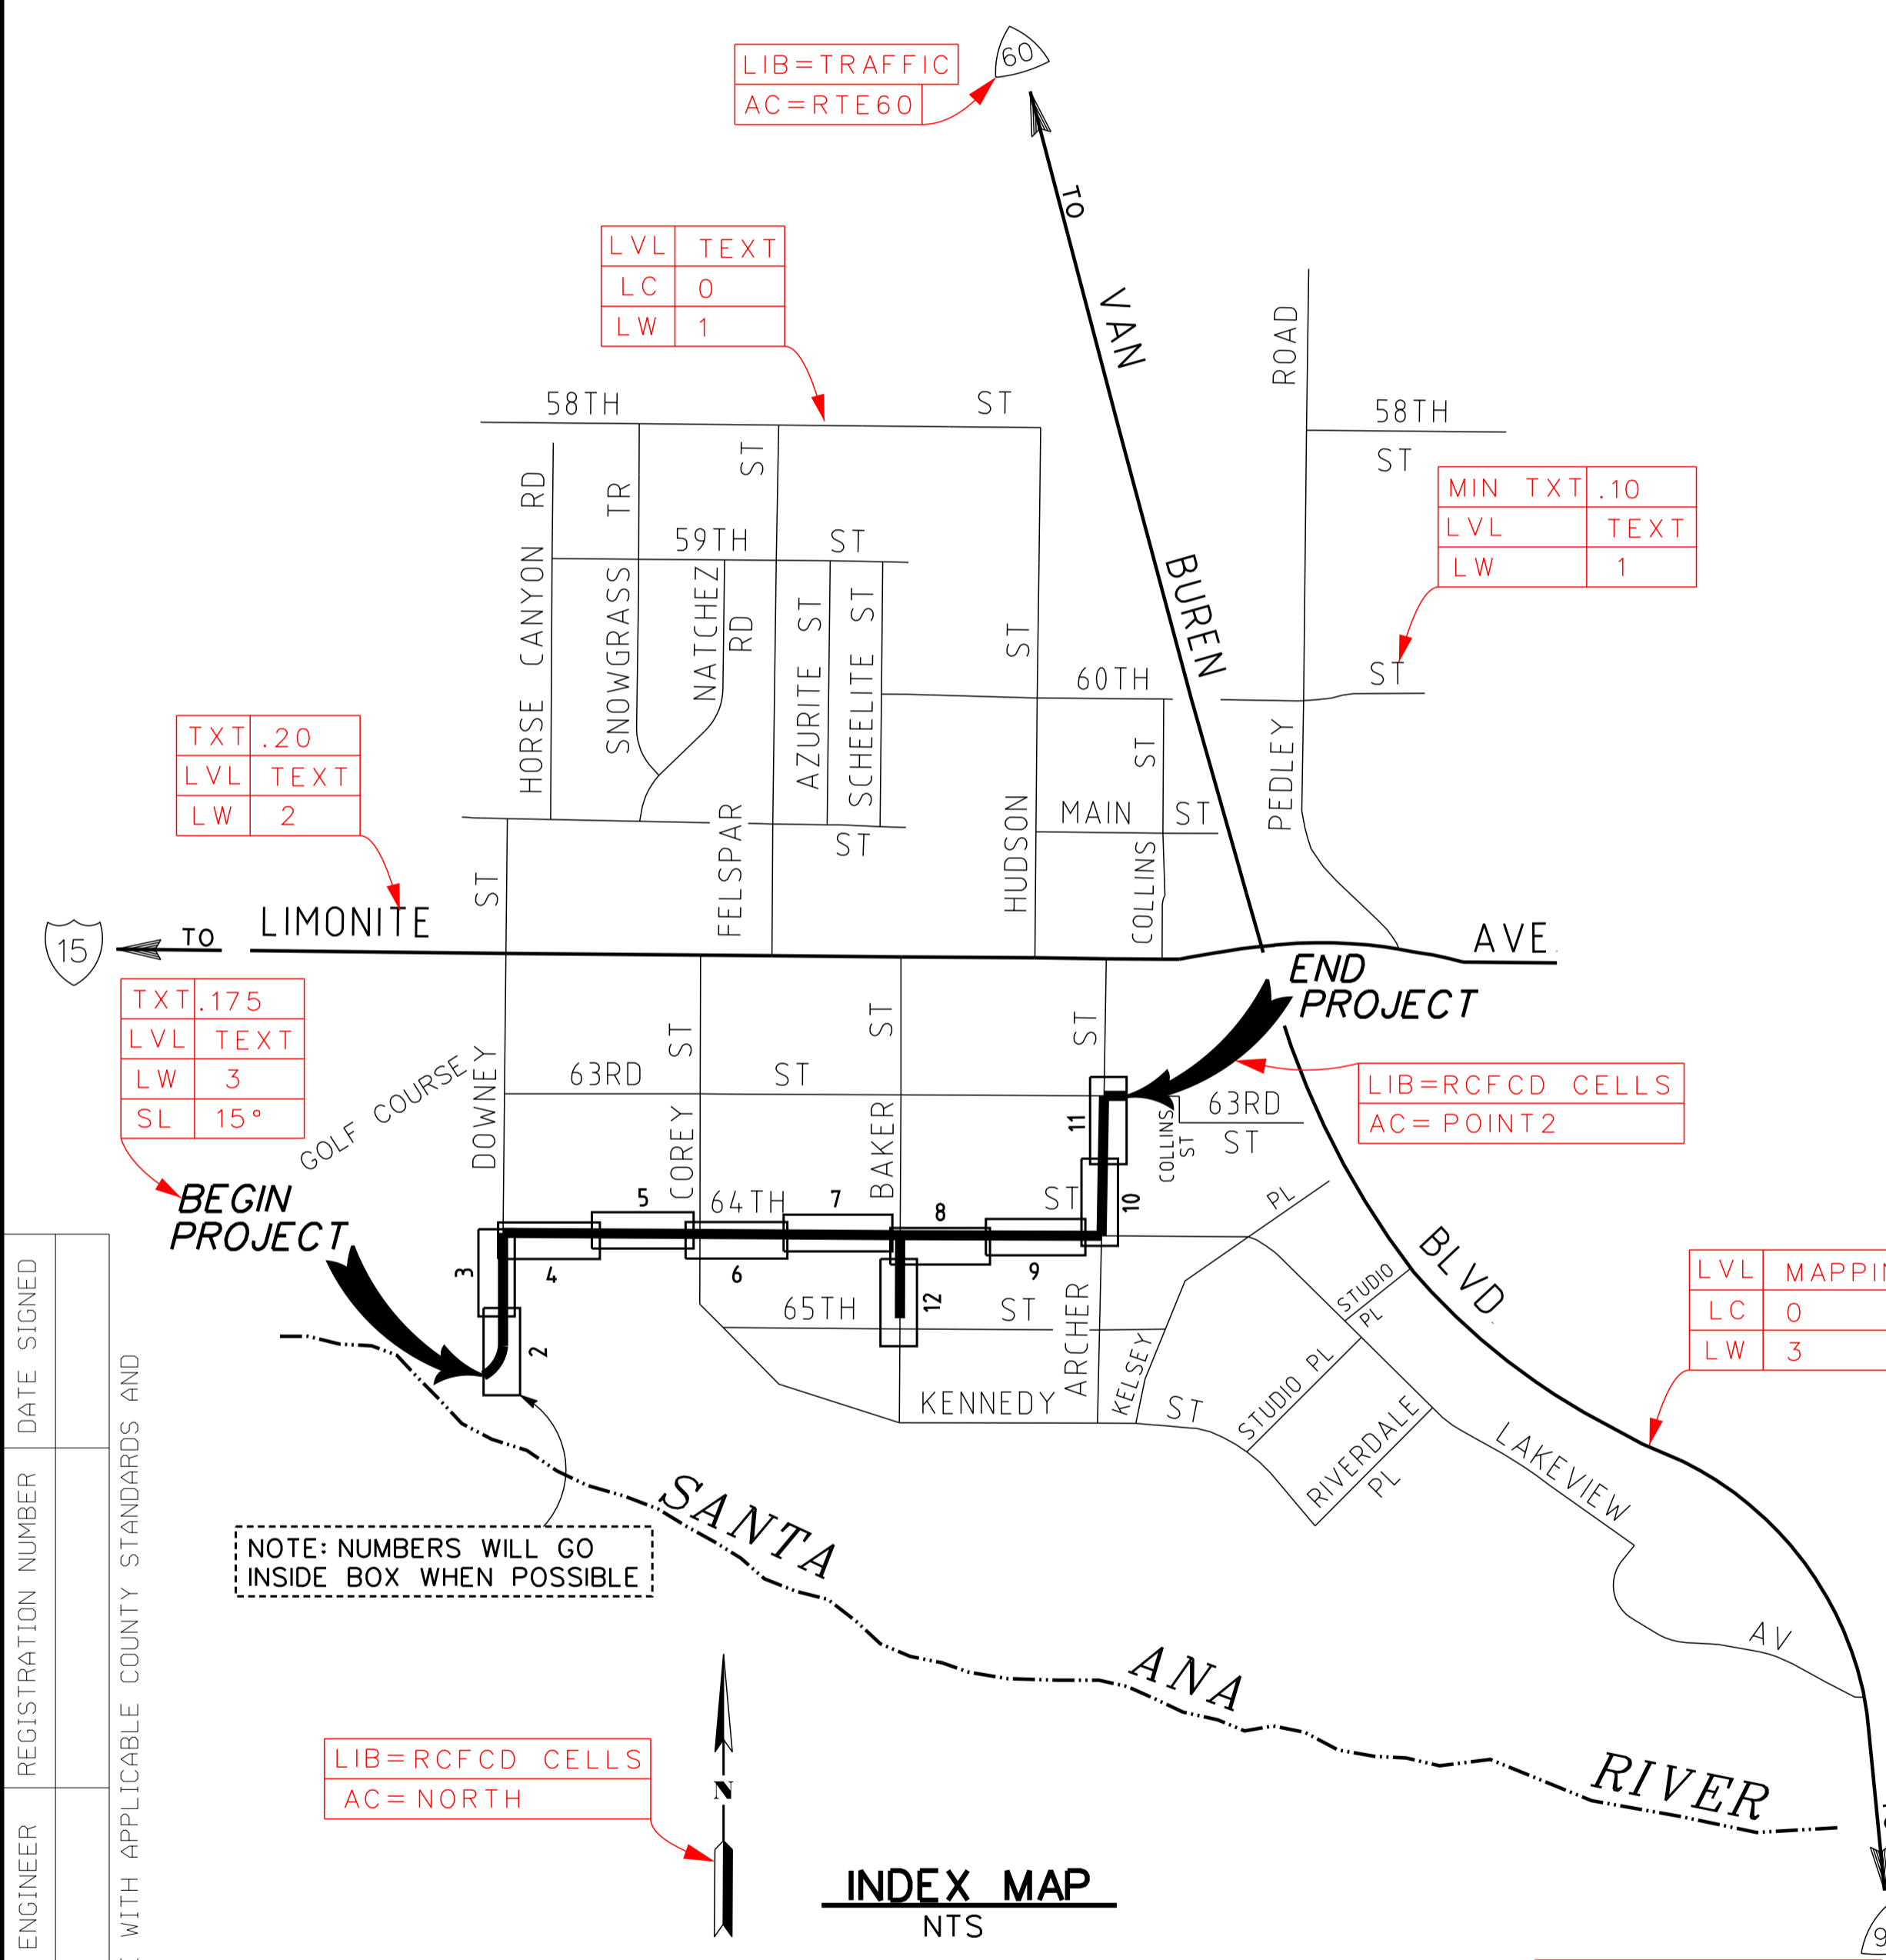 LIB=TRAFFIC
AC=RTE60
60
TO
VAN
BUREN
BLVD.
LVL TEXT
LC 0
LW 1
58TH ST
ROAD
58TH
ST
MIN TXT .10
LVL TEXT
LW 1
HORSE CANYON RD
SNOWGRASS TR
ST
59TH ST
NATCHEZ
RD
AZURITE ST
SCHEELITE ST
ST
60TH
ST
TXT .20
LVL TEXT
LW 2
PEDLEY
ST
MAIN ST
FELSPAR
ST
HUDSON
COLLINS
ST
15
TO
LIMONITE
AVE.
END
PROJECT
TXT .175
LVL TEXT
LW 3
SL 15°
GOLF COURSE
DOWNEY
63RD ST
ST
COREY
ST
BAKER
ST
LIB=RCFCD CELLS
AC=POINT2
63RD
ST
COLLINS
ST
BEGIN
PROJECT
11
10
5
64TH
7
8
ST
3
4
6
9
12
2
65TH ST
ARCHER
KELSEY
KENNEDY
ST
PL
STUDIO
PL
STUDIO PL
RIVERDALE
PL
LAKEVIEW
AV
LVL MAPPIN
LC 0
LW 3
NOTE: NUMBERS WILL GO
INSIDE BOX WHEN POSSIBLE
SANTA
ANA
RIVER
LIB=RCFCD CELLS
AC=NORTH
N
INDEX MAP
NTS
9
DATE SIGNED
REGISTRATION NUMBER
ENGINEER
WITH APPLICABLE COUNTY STANDARDS AND